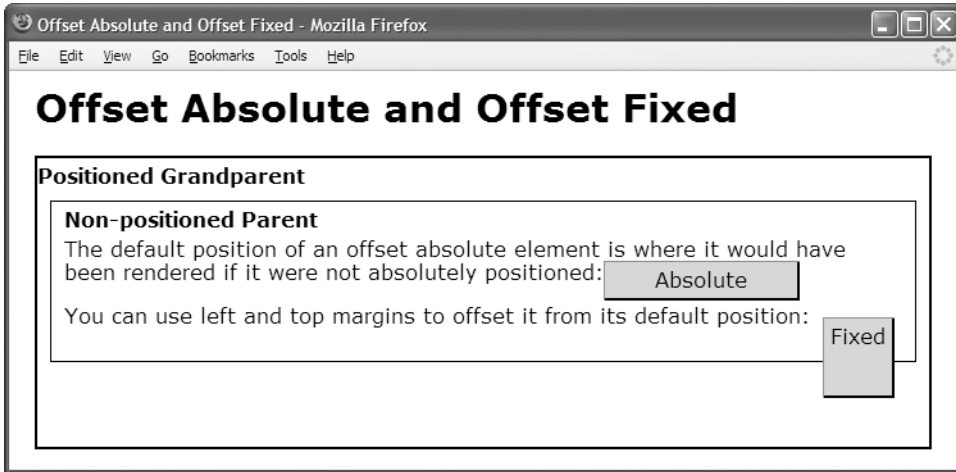 Offset Absolute and Offset Fixed - Mozilla Firefox
File Edit View Go Bookmarks Tools Help
Offset Absolute and Offset Fixed
Positioned Grandparent
Non-positioned Parent
The default position of an offset absolute element is where it would have
been rendered if it were not absolutely positioned: Absolute
You can use left and top margins to offset it from its default position:
Fixed